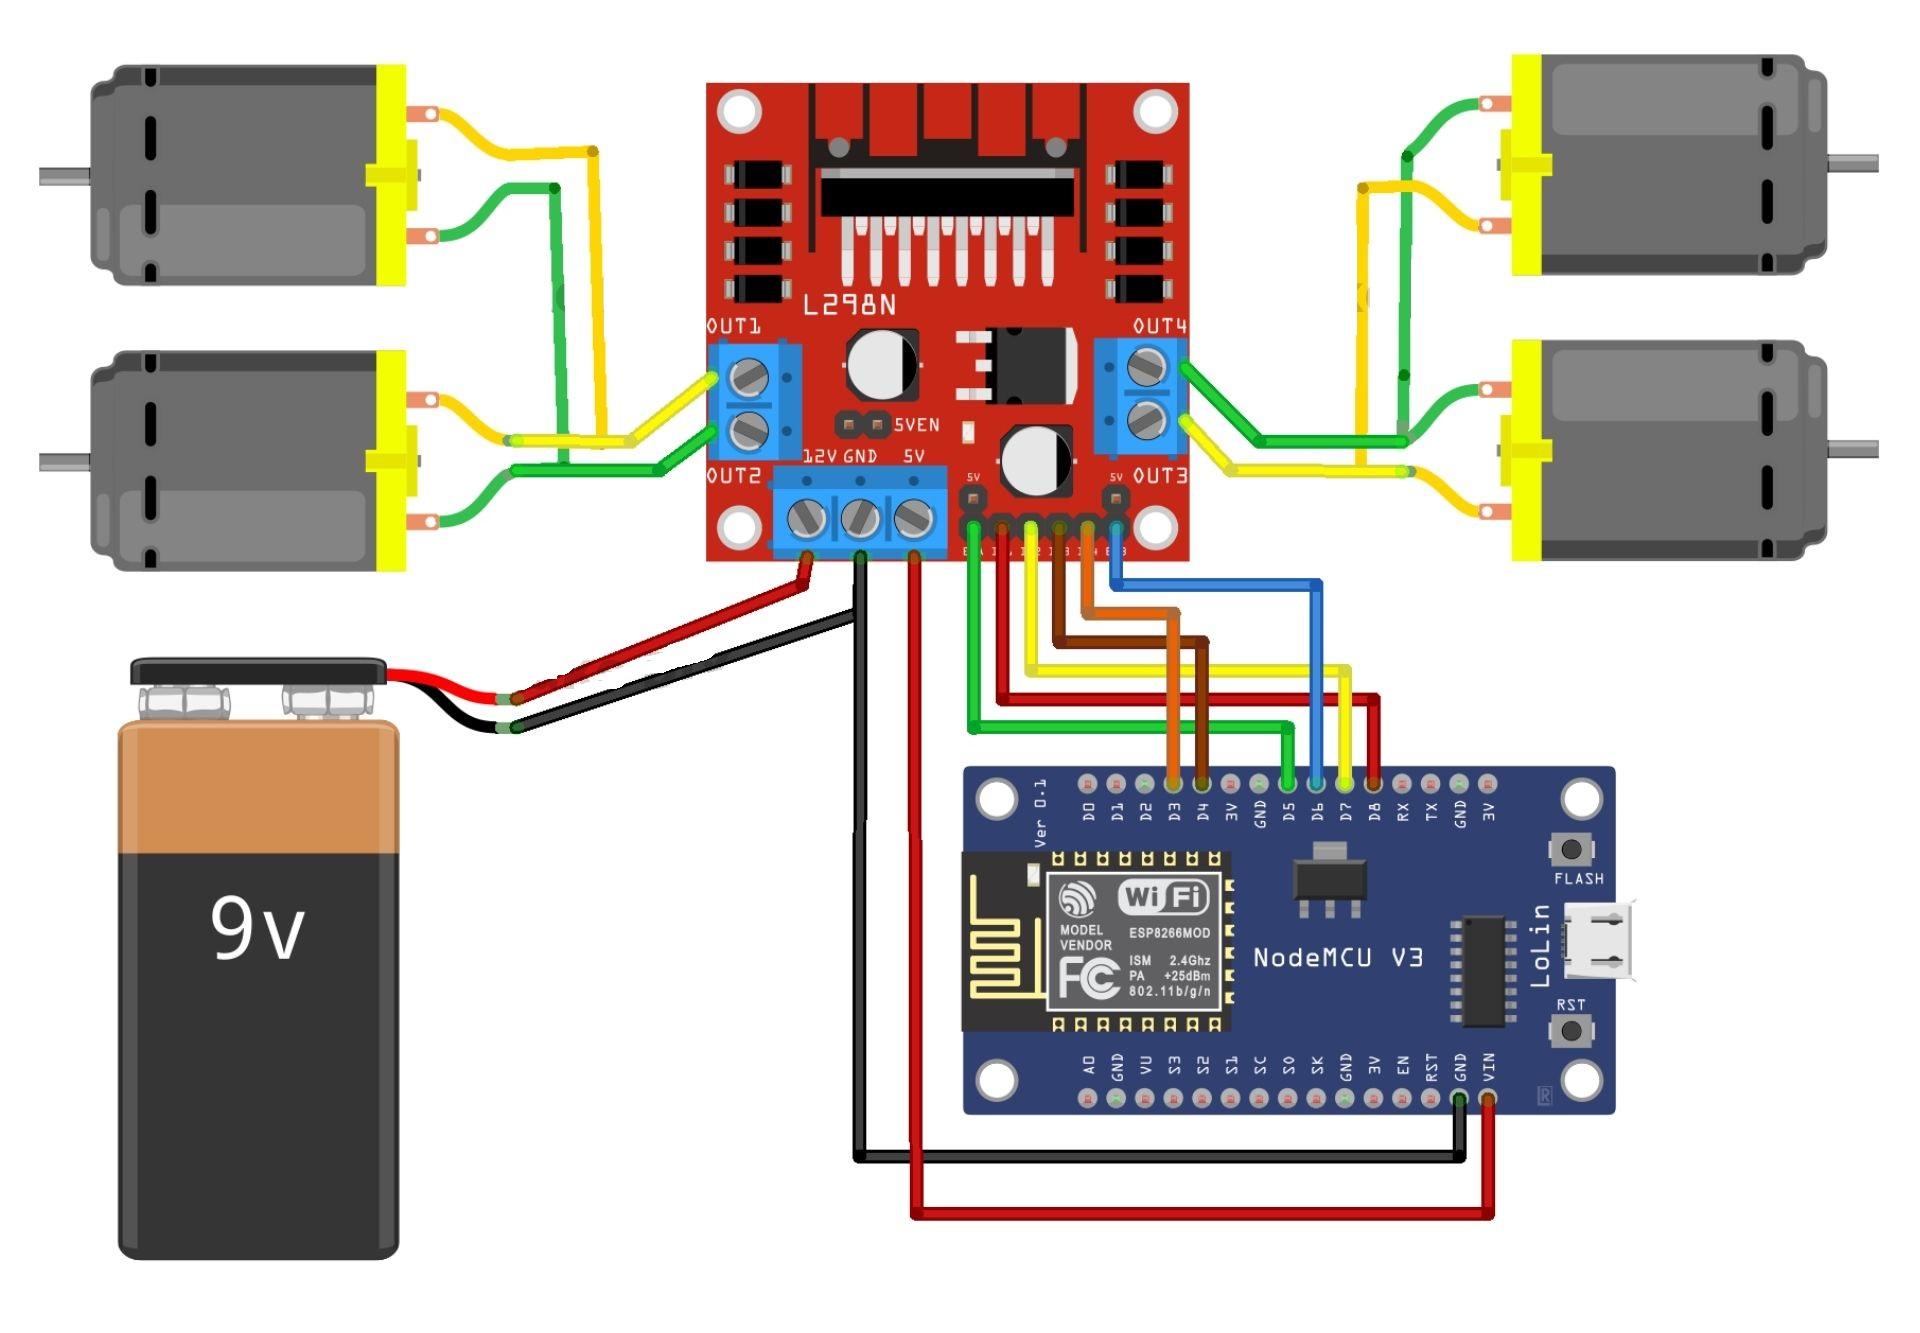 L298N
OUT1
OUT4
5VEN
12V GND 5V
OUT2
OUT3
5V
5V
9v
Ver 0.1
D0 D1 D2 D3 D4 3V GND D5 D6 D7 D8 RX TX GND 3V
FLASH
WiFi
MODEL
VENDOR
ESP8266MOD
FC
ISM 2.4Ghz
PA +25dBm
802.11b/g/n
NodeMCU V3
LoLin
RST
A0 GND VU S3 S2 S1 SC S0 SK GND 3V EN RST GND VIN
R